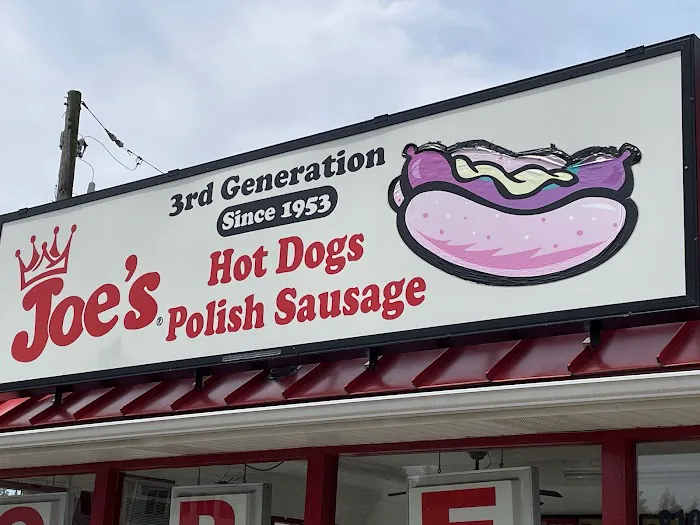 3rd Generation
Since 1953
Joe's®
Hot Dogs
Polish Sausage